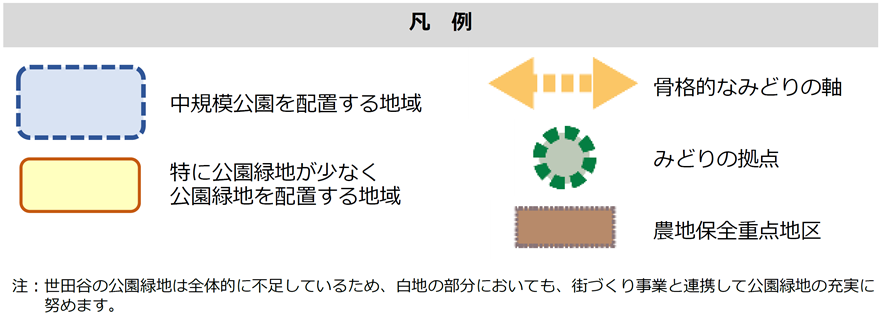 凡 例
中規模公園を配置する地域
特に公園緑地が少なく
公園緑地を配置する地域
骨格的なみどりの軸
みどりの拠点
農地保全重点地区
注：世田谷の公園緑地は全体的に不足しているため、白地の部分においても、街づくり事業と連携して公園緑地の充実に
努めます。